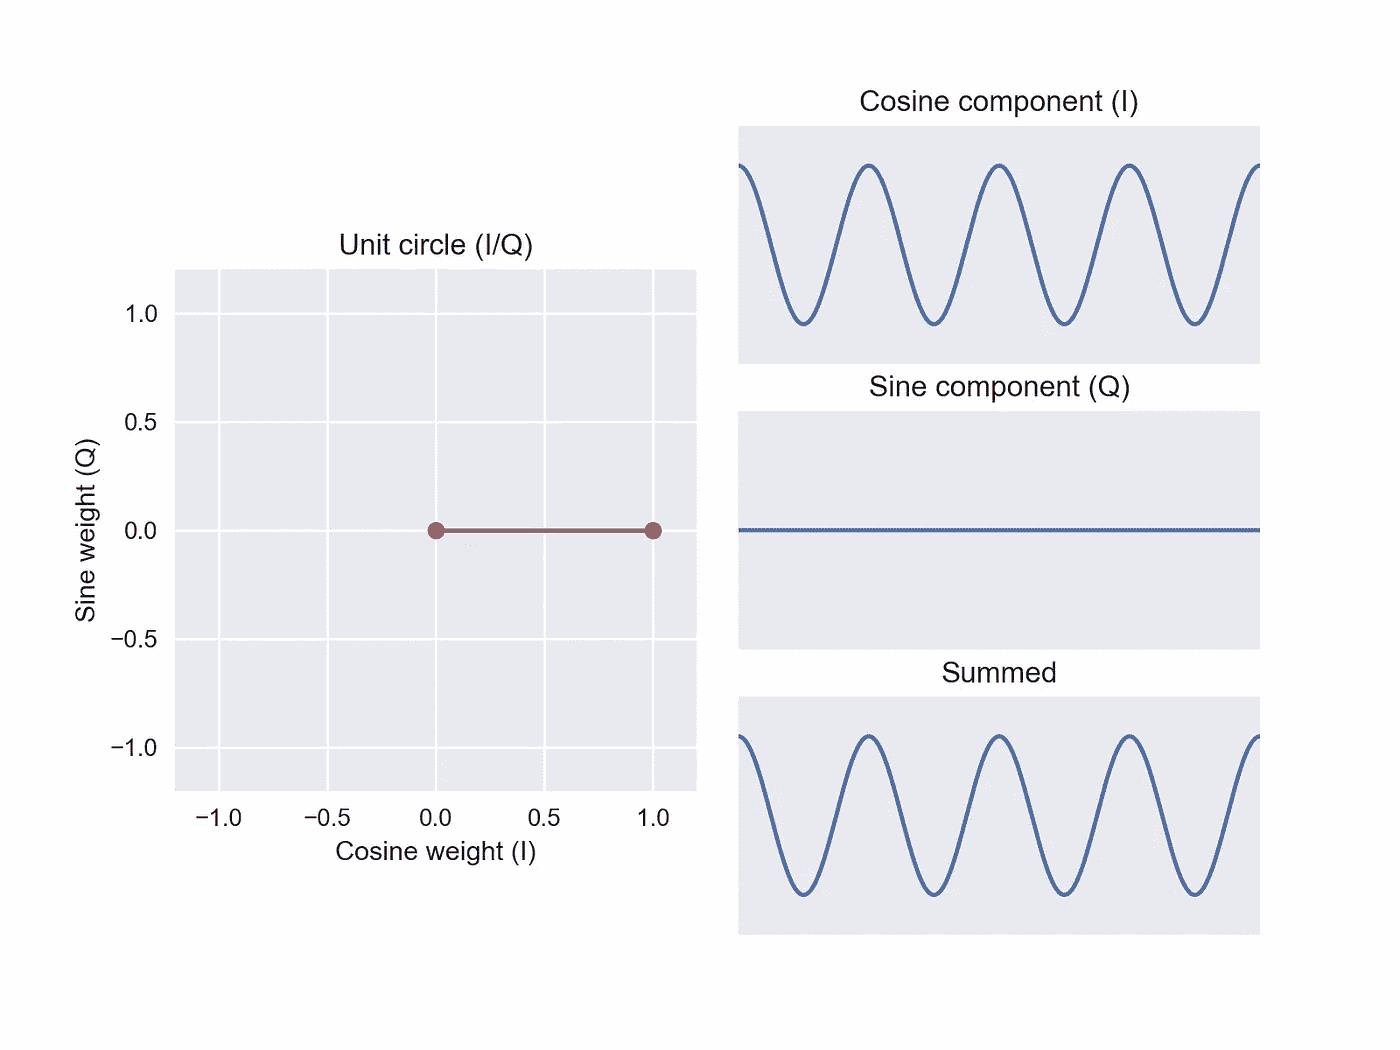 Unit circle (I/Q)
1.0
0.5
0.0
−0.5
−1.0
Sine weight (Q)
−1.0 −0.5 0.0 0.5 1.0
Cosine weight (I)
Cosine component (I)
Sine component (Q)
Summed